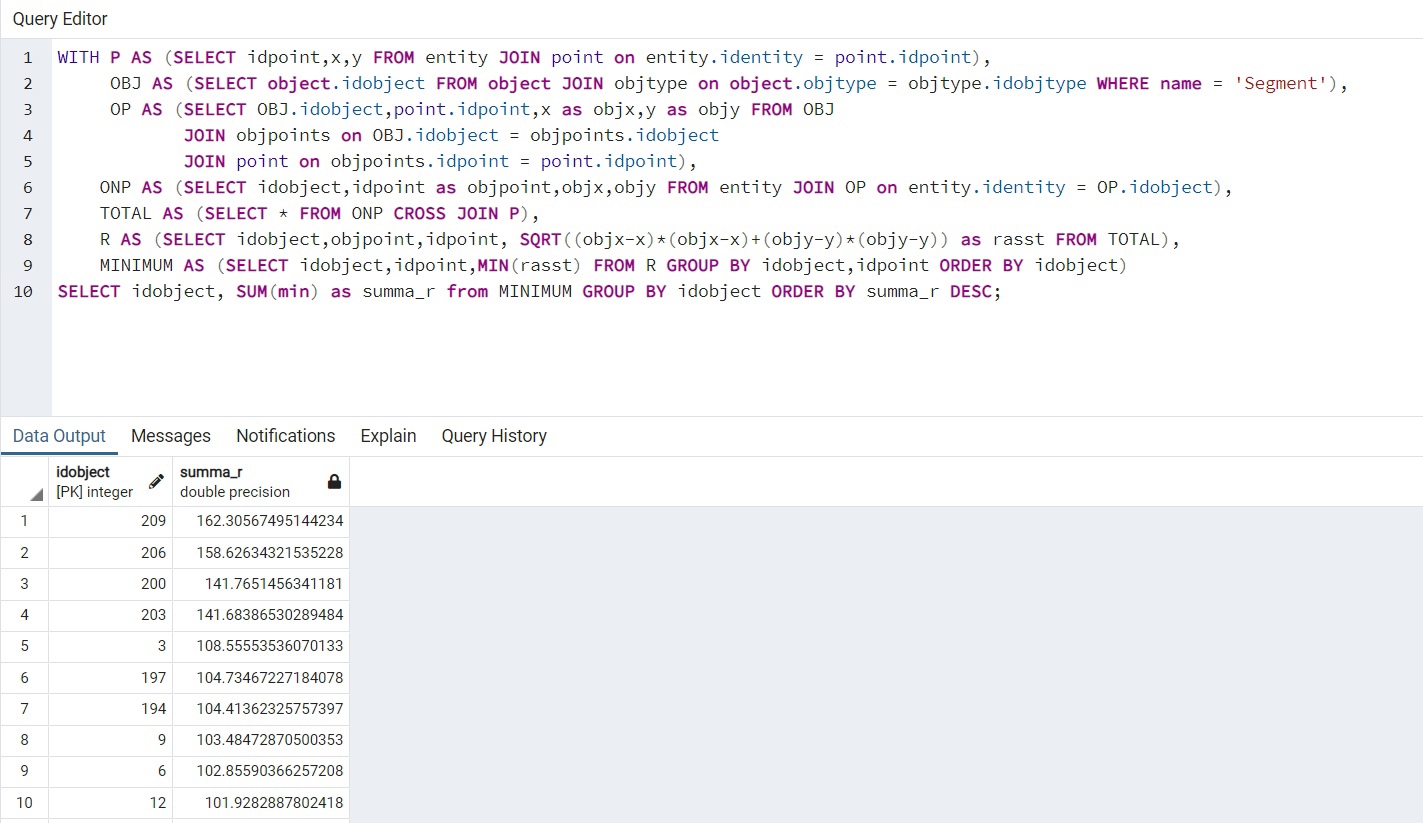 Query Editor
1 WITH P AS (SELECT idpoint,x,y FROM entity JOIN point on entity.identity = point.idpoint),
2 OBJ AS (SELECT object.idobject FROM object JOIN objtype on object.objtype = objtype.idobjtype WHERE name = 'Segment'),
3 OP AS (SELECT OBJ.idobject,point.idpoint,x as objx,y as objy FROM OBJ
4 JOIN objpoints on OBJ.idobject = objpoints.idobject
5 JOIN point on objpoints.idpoint = point.idpoint),
6 ONP AS (SELECT idobject,idpoint as objpoint,objx,objy FROM entity JOIN OP on entity.identity = OP.idobject),
7 TOTAL AS (SELECT * FROM ONP CROSS JOIN P),
8 R AS (SELECT idobject,objpoint,idpoint, SQRT((objx-x)*(objx-x)+(objy-y)*(objy-y)) as rasst FROM TOTAL),
9 MINIMUM AS (SELECT idobject,idpoint,MIN(rasst) FROM R GROUP BY idobject,idpoint ORDER BY idobject)
10 SELECT idobject, SUM(min) as summa_r from MINIMUM GROUP BY idobject ORDER BY summa_r DESC;
Data Output Messages Notifications Explain Query History
idobject summa_r
[PK] integer double precision
1 209 162.30567495144234
2 206 158.62634321535228
3 200 141.7651456341181
4 203 141.68386530289484
5 3 108.55553536070133
6 197 104.73467227184078
7 194 104.41362325757397
8 9 103.48472870500353
9 6 102.85590366257208
10 12 101.9282887802418